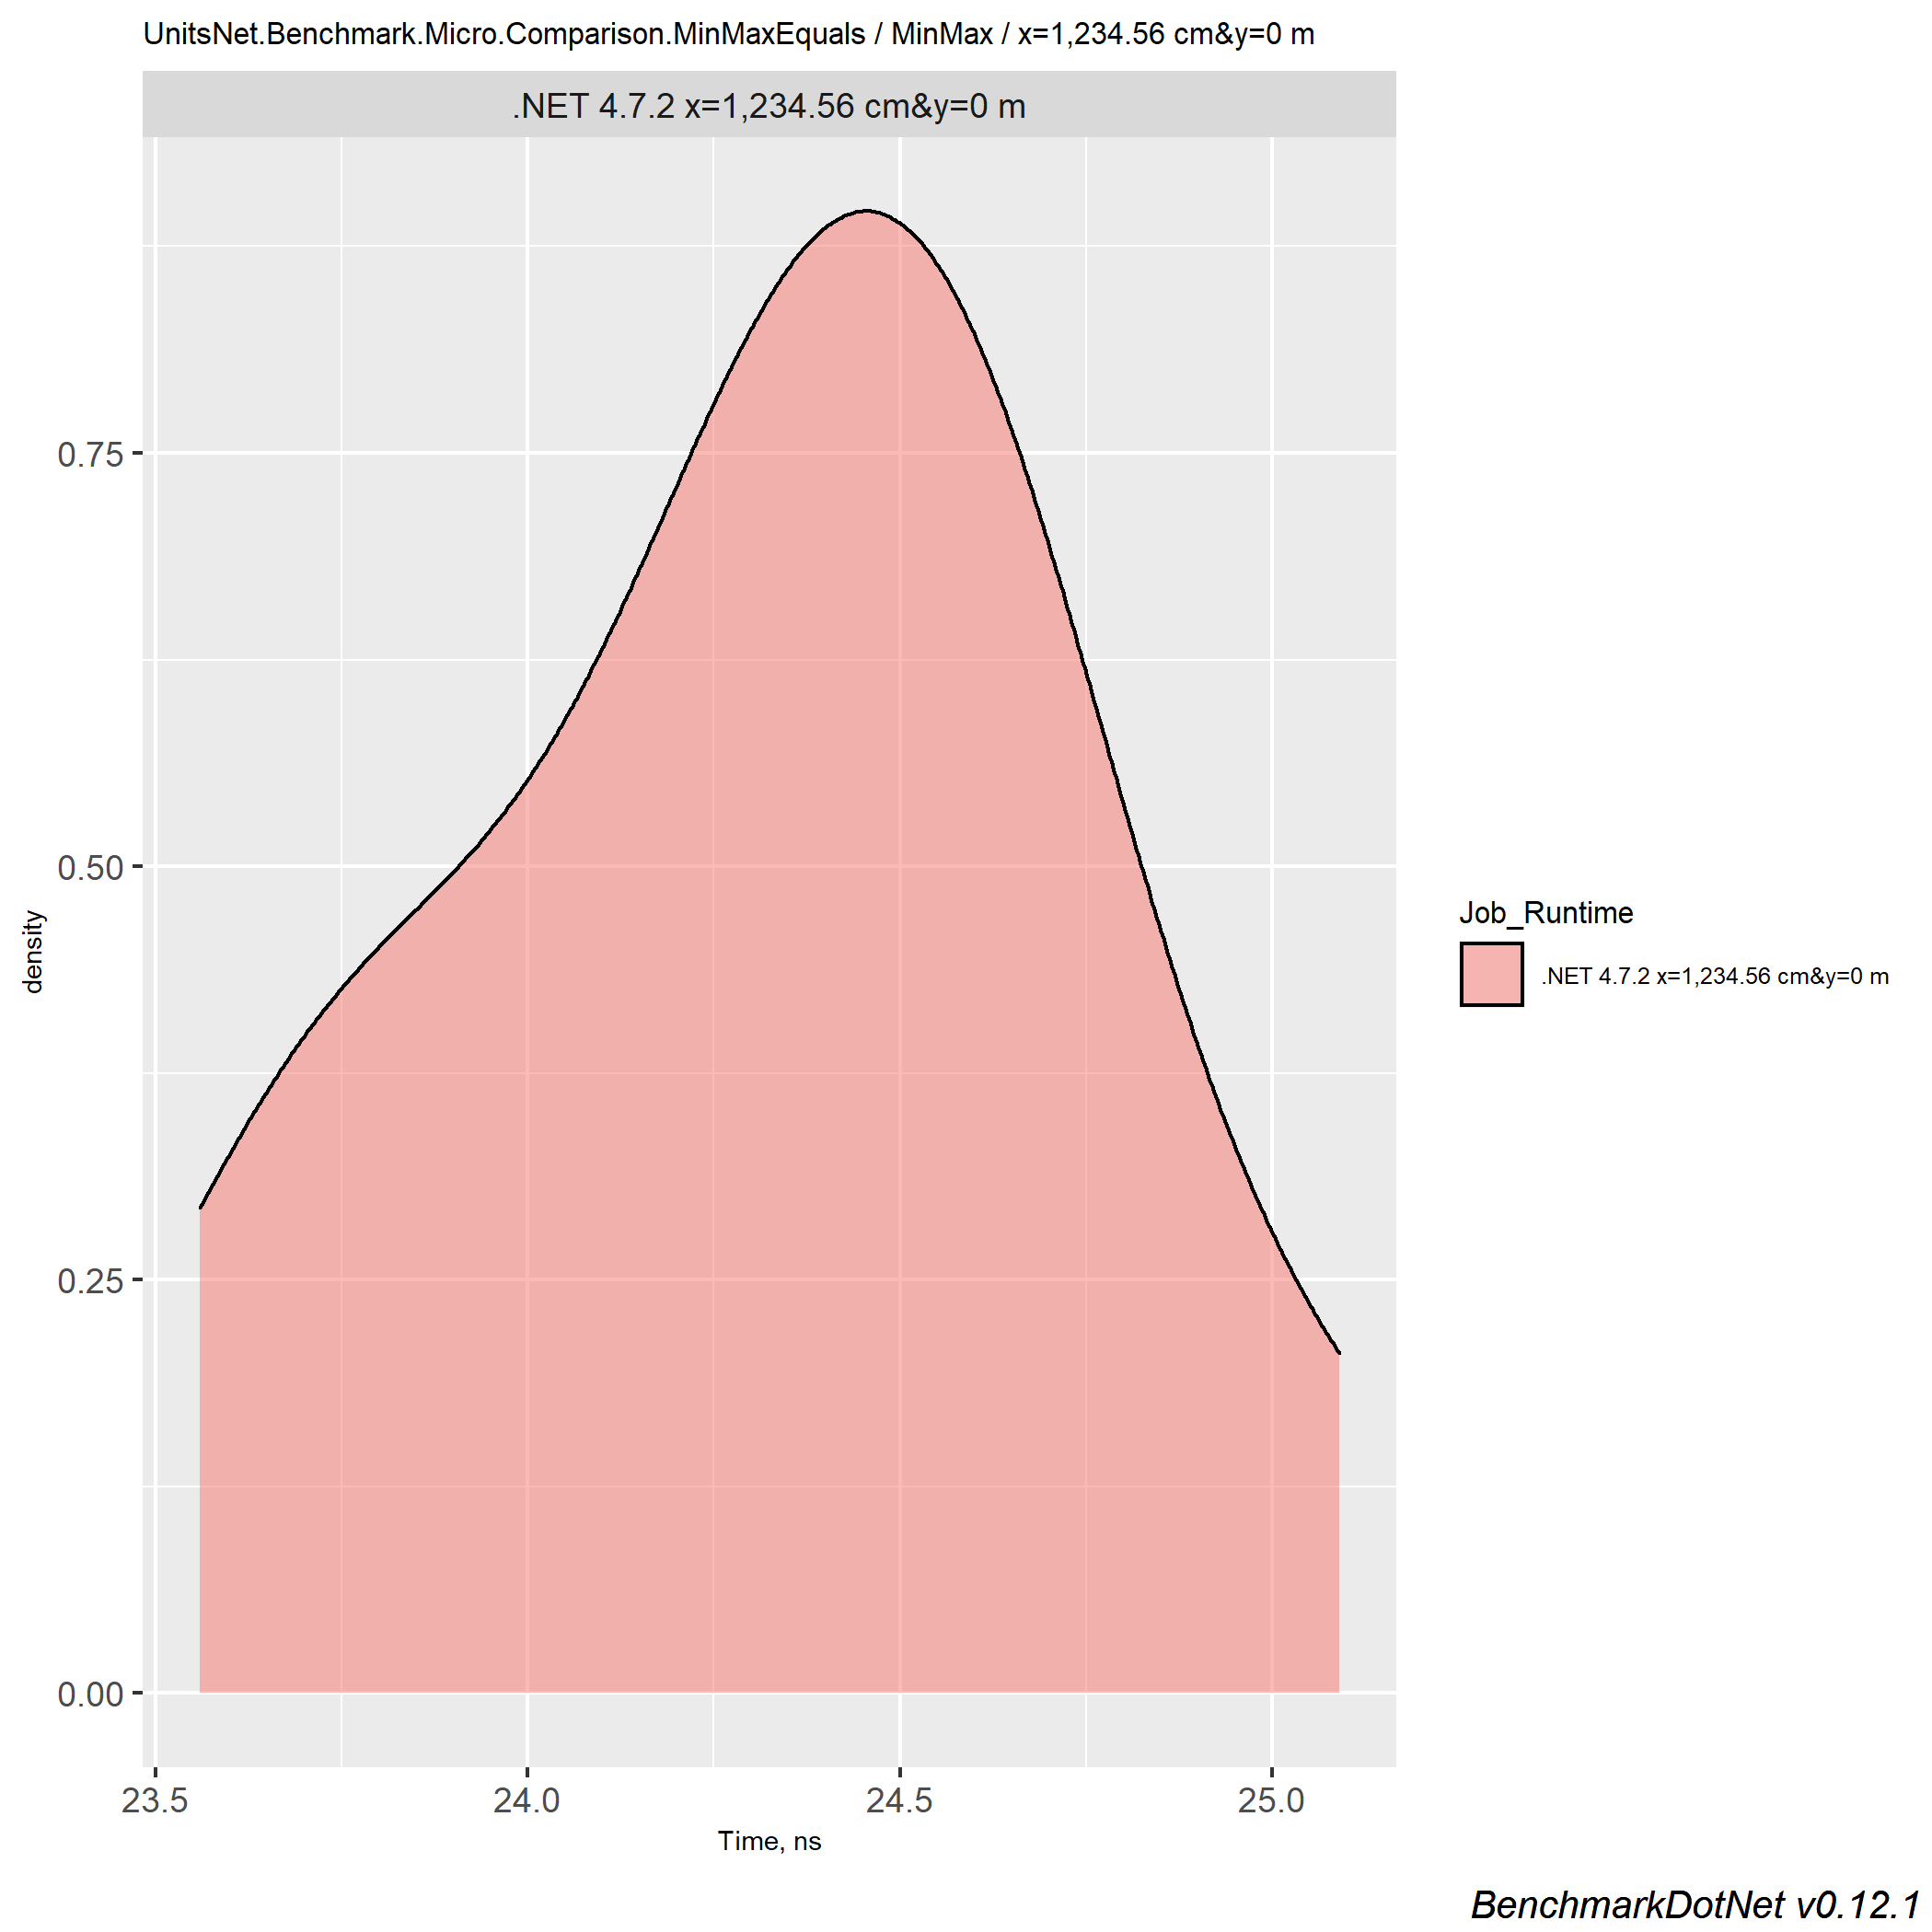 UnitsNet.Benchmark.Micro.Comparison.MinMaxEquals / MinMax / x=1,234.56 cm&y=0 m
.NET 4.7.2 x=1,234.56 cm&y=0 m
0.75
0.50
0.25
0.00
density
23.5 24.0 24.5 25.0
Time, ns
Job_Runtime
.NET 4.7.2 x=1,234.56 cm&y=0 m
BenchmarkDotNet v0.12.1